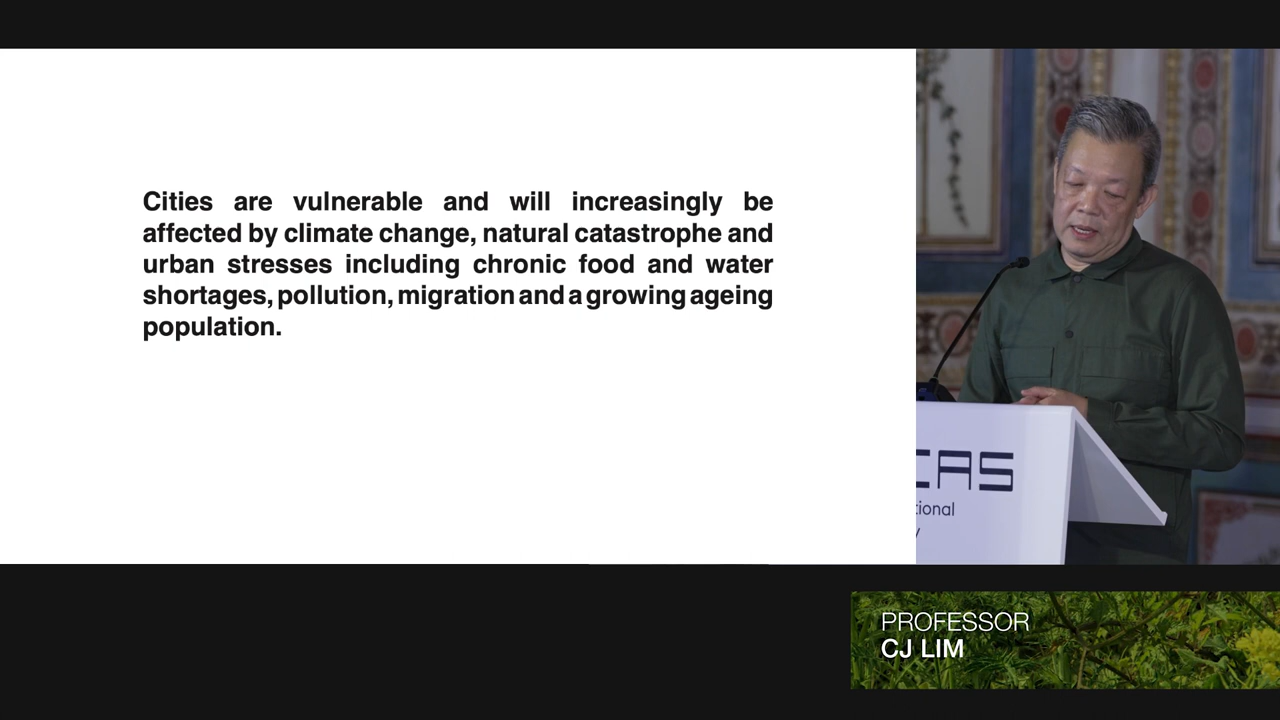 Cities are vulnerable and will increasingly be
affected by climate change, natural catastrophe and
urban stresses including chronic food and water
shortages, pollution, migration and a growing ageing
population.
CAS
tional
y
PROFESSOR
CJ LIM